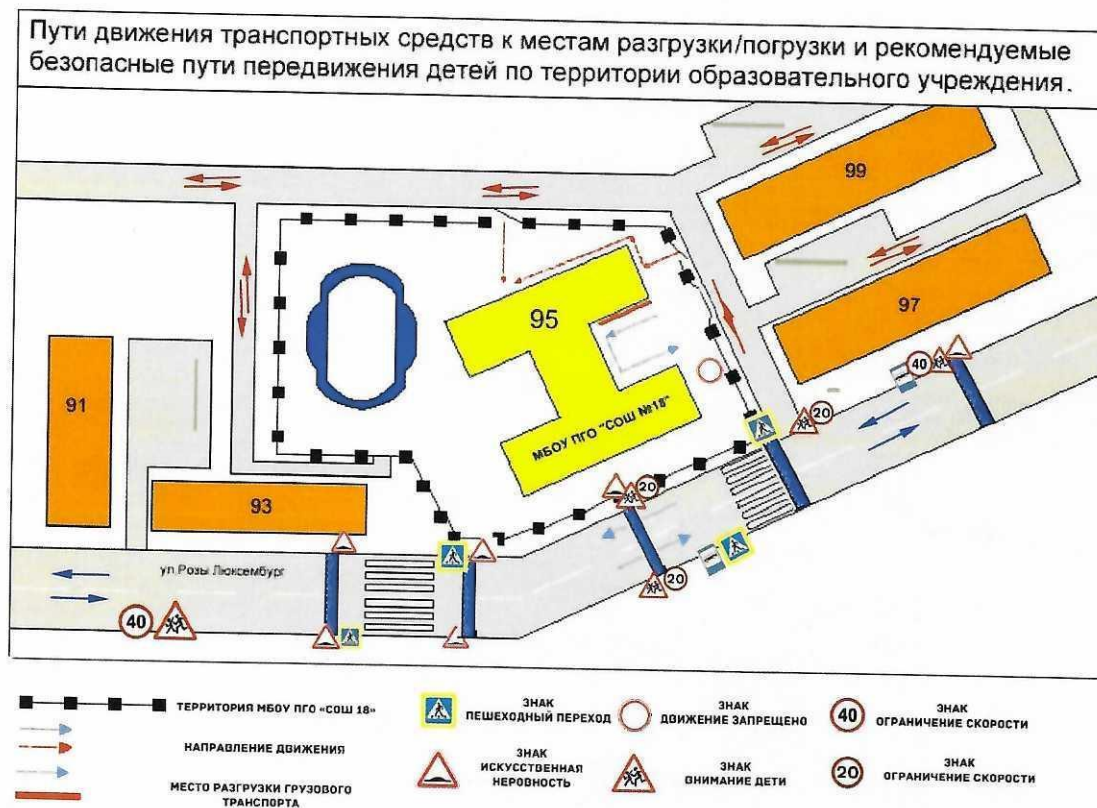 Пути движения транспортных средств к местам разгрузки/погрузки и рекомендуемые
безопасные пути передвижения детей по территории образовательного учреждения.
99
97
95
МБОУ ПГО "СОШ №18"
91
93
40
20
20
20
ул.Розы Люксембург
40
ТЕРРИТОРИЯ МБОУ ПГО «СОШ 18»
НАПРАВЛЕНИЕ ДВИЖЕНИЯ
МЕСТО РАЗГРУЗКИ ГРУЗОВОГО
ТРАНСПОРТА
ЗНАК
ПЕШЕХОДНЫЙ ПЕРЕХОД
ЗНАК
ИСКУССТВЕННАЯ
НЕРОВНОСТЬ
ЗНАК
ДВИЖЕНИЕ ЗАПРЕЩЕНО
ЗНАК
ВНИМАНИЕ ДЕТИ
40
ЗНАК
ОГРАНИЧЕНИЕ СКОРОСТИ
20
ЗНАК
ОГРАНИЧЕНИЕ СКОРОСТИ